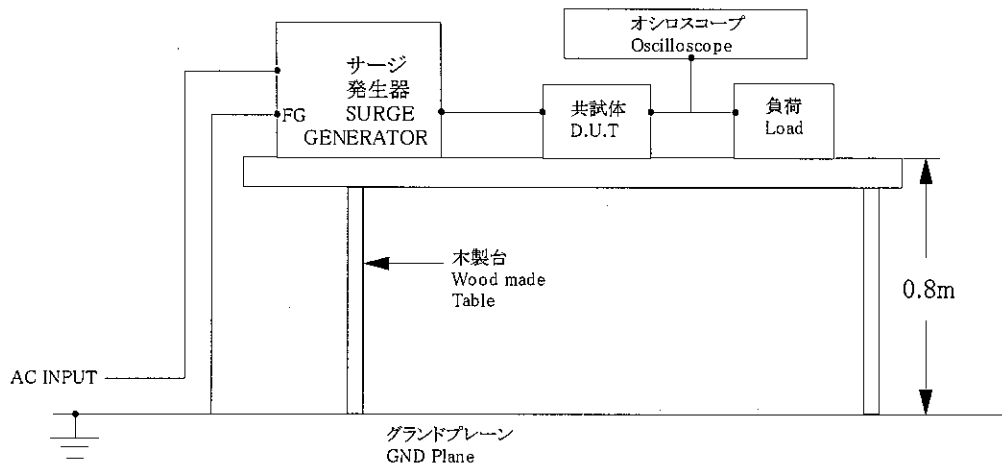 オシロスコープ
Oscilloscope
サージ
発生器
SURGE
GENERATOR
FG
共試体
D.U.T
負荷
Load
木製台
Wood made
Table
0.8m
AC INPUT
グランドプレーン
GND Plane